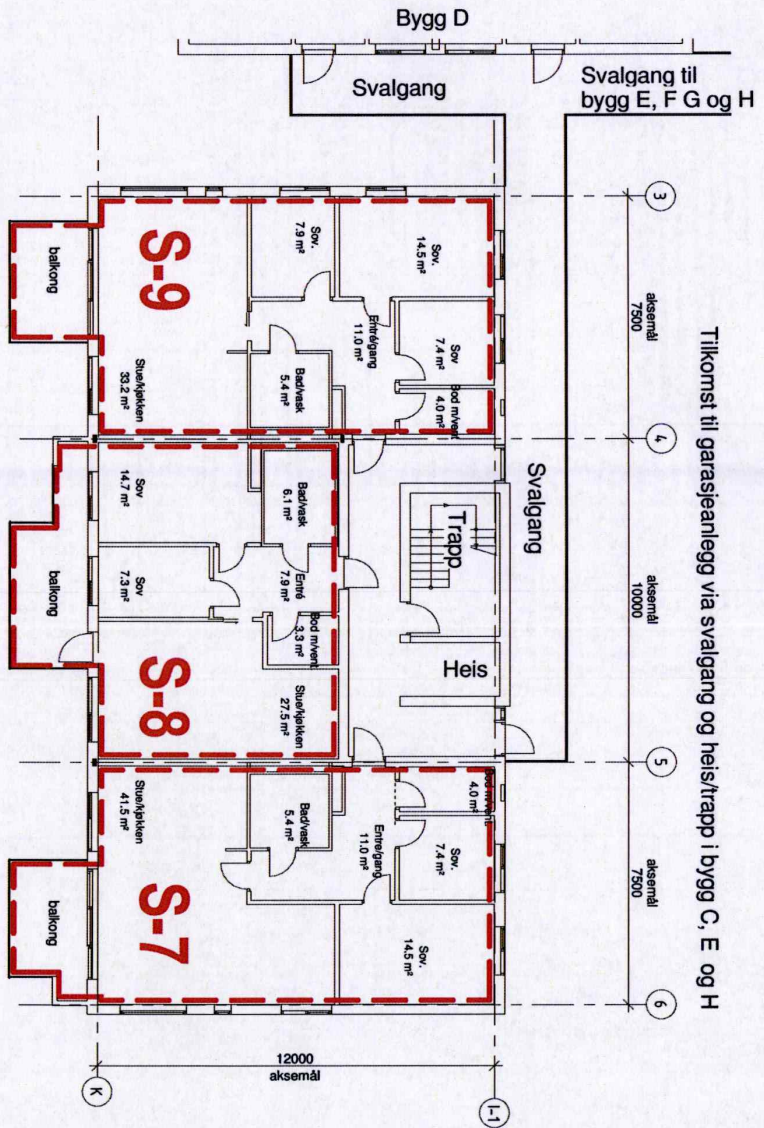 Bygg D
Svalgang
Svalgang til
bygg E, F G og H
Tilkomst til garasjeanlegg via svalgang og heis/trapp i bygg C, E og H
3
aksemål
7500
4
aksemål
10000
5
aksemål
7500
6
S-9
balkong
Sov.
7.9 m²
Sov.
14.5 m²
Entré/gang
11.0 m²
Sov
7.4 m²
Bod m/vent
4.0 m²
Bad/vask
5.4 m²
Stue/kjøkken
33.2 m²
Svalgang
Trapp
Heis
S-8
balkong
Sov
14.7 m²
Bad/vask
6.1 m²
Sov
7.3 m²
Entré
7.9 m²
Bod m/vent
3.3 m²
Stue/kjøkken
27.5 m²
S-7
balkong
Stue/kjøkken
41.5 m²
Bad/vask
5.4 m²
Entre/gang
11.0 m²
Bod m/vent
4.0 m²
Sov.
7.4 m²
Sov.
14.5 m²
12000
aksemål
K
I-1